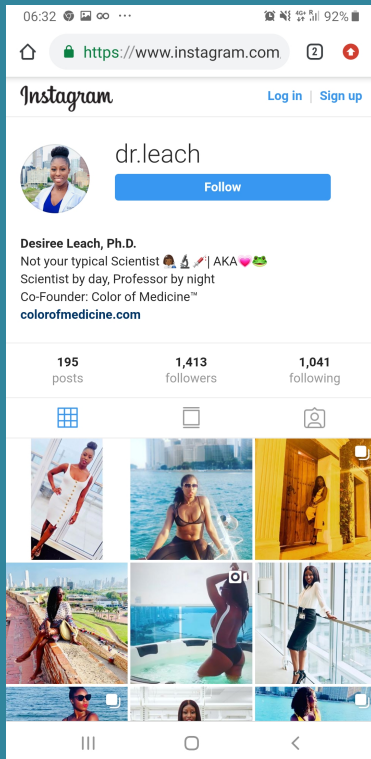 06:32
4G+ R 92%
https://www.instagram.com
2
Instagram
Log in | Sign up
dr.leach
Follow
Desiree Leach, Ph.D.
Not your typical Scientist 👩🏾‍⚕️🔬💉| AKA💗🐸
Scientist by day, Professor by night
Co-Founder: Color of Medicine™
colorofmedicine.com
195 1,413 1,041
posts followers following